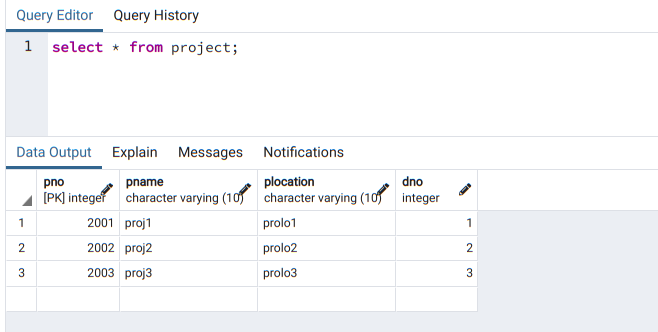 Query Editor Query History
1 select * from project;
Data Output Explain Messages Notifications
pno pname plocation dno
[PK] integer character varying (10) character varying (10) integer
1 2001 proj1 prolo1 1
2 2002 proj2 prolo2 2
3 2003 proj3 prolo3 3